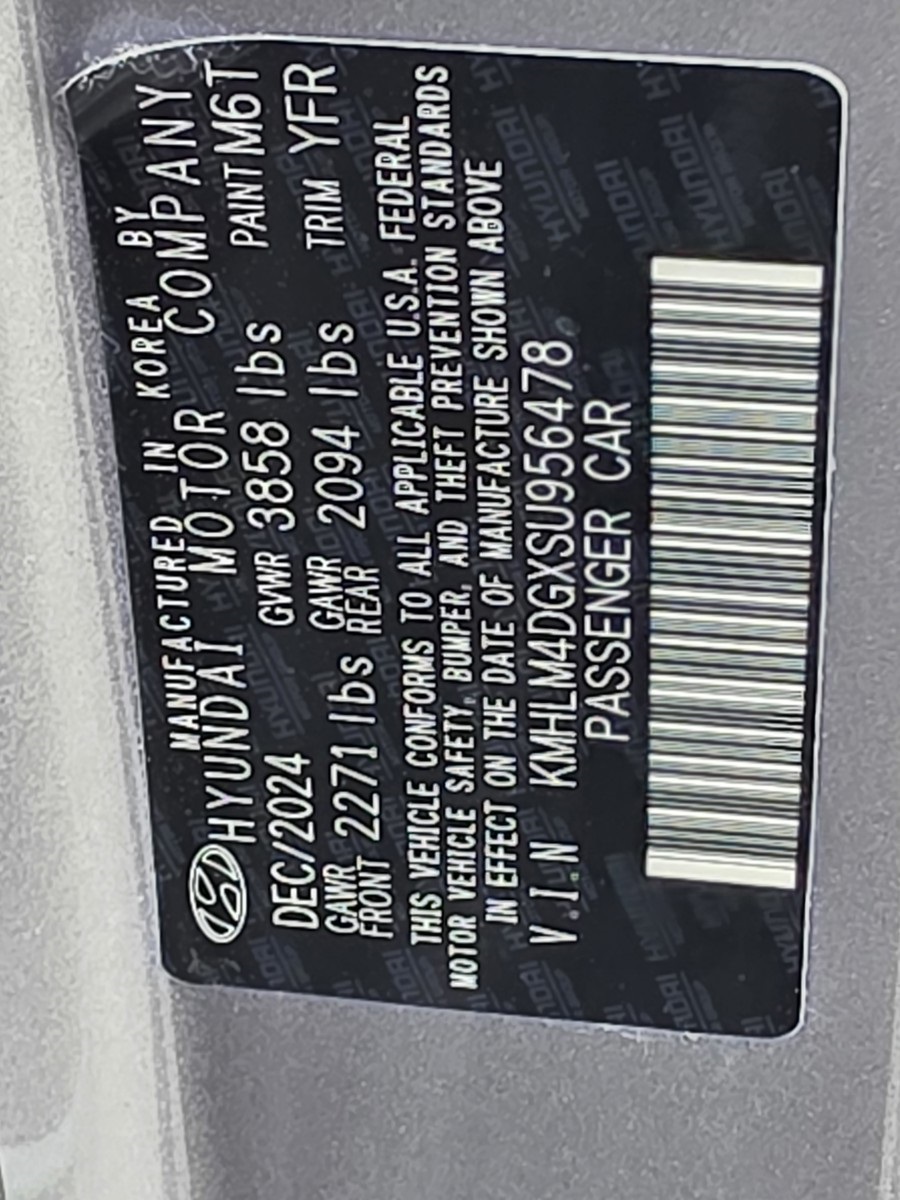 MANUFACTURED IN KOREA BY
HYUNDAI MOTOR COMPANY
DEC/2024 GVWR 3858 lbs PAINT M6T
GAWR FRONT 2271 lbs GAWR REAR 2094 lbs TRIM YFR
THIS VEHICLE CONFORMS TO ALL APPLICABLE U.S.A. FEDERAL
MOTOR VEHICLE SAFETY, BUMPER, AND THEFT PREVENTION STANDARDS
IN EFFECT ON THE DATE OF MANUFACTURE SHOWN ABOVE
V.I.N KMHLM4DGXSU956478
PASSENGER CAR